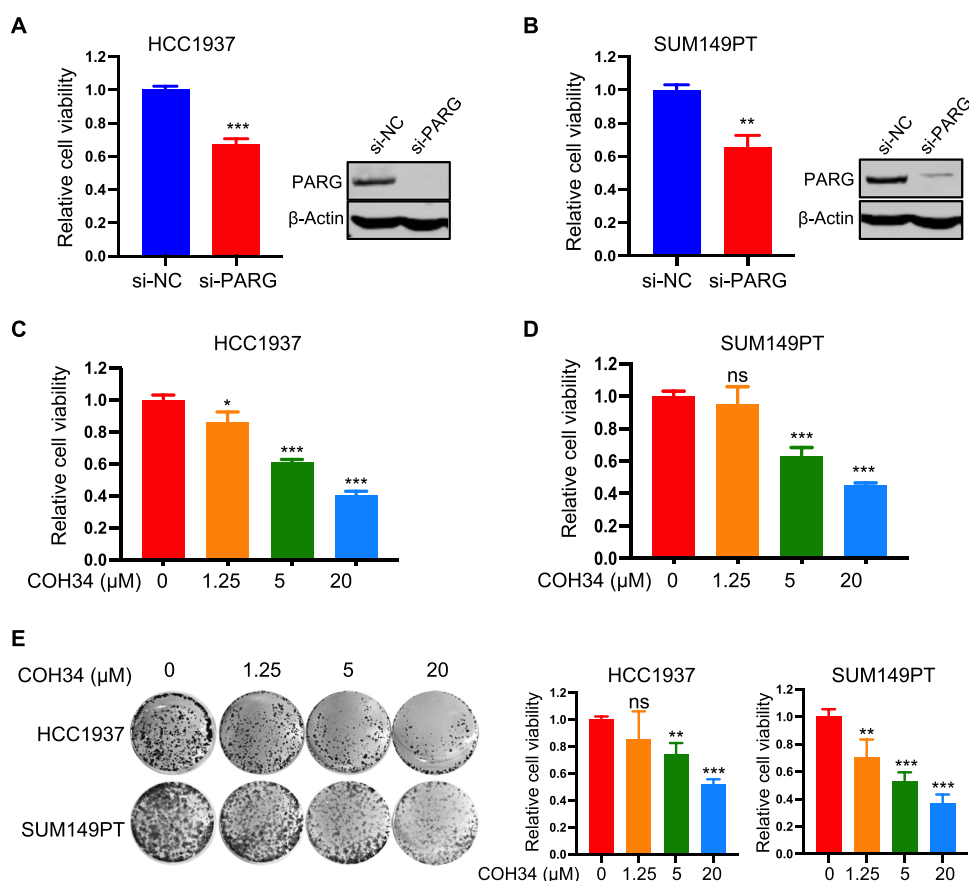 A
HCC1937
Relative cell viability
1.2
1.0
0.8
0.6
0.4
0.2
0.0
***
si-NC
si-PARG
si-NC
si-PARG
PARG
β-Actin
B
SUM149PT
Relative cell viability
1.2
1.0
0.8
0.6
0.4
0.2
0.0
**
si-NC
si-PARG
si-NC
si-PARG
PARG
β-Actin
C
HCC1937
Relative cell viability
1.2
1.0
0.8
0.6
0.4
0.2
0.0
*
***
***
COH34 (μM) 0 1.25 5 20
D
SUM149PT
Relative cell viability
1.2
1.0
0.8
0.6
0.4
0.2
0.0
ns
***
***
COH34 (μM) 0 1.25 5 20
E
COH34 (μM) 0 1.25 5 20
HCC1937
SUM149PT
HCC1937
Relative cell viability
1.2
1.0
0.8
0.6
0.4
0.2
0.0
ns
**
***
COH34 (μM) 0 1.25 5 20
SUM149PT
Relative cell viability
1.2
1.0
0.8
0.6
0.4
0.2
0.0
**
***
***
0 1.25 5 20